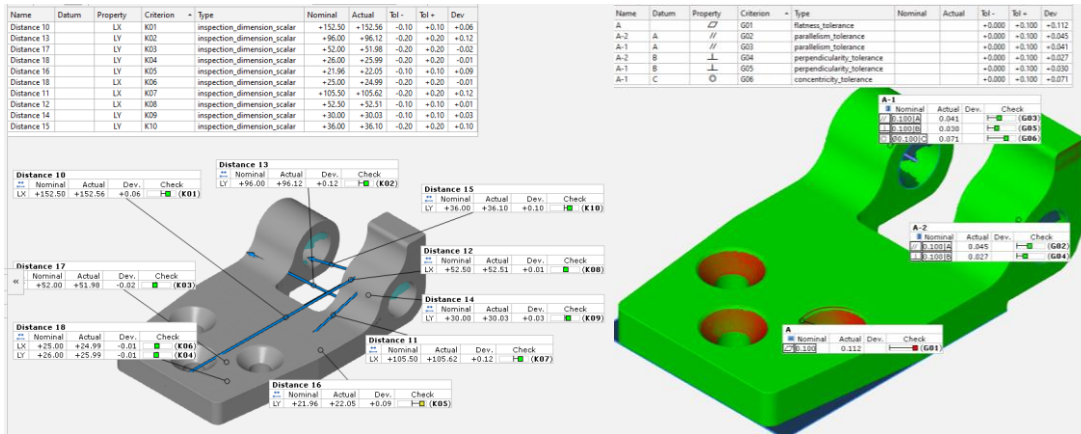 Name Datum Property Criterion Type Nominal Actual Tol - Tol + Dev
Distance 10 LX K01 inspection_dimension_scalar +152.50 +152.56 -0.10 +0.10 +0.06
Distance 13 LY K02 inspection_dimension_scalar +96.00 +96.12 -0.20 +0.20 +0.12
Distance 17 LY K03 inspection_dimension_scalar +52.00 +51.98 -0.20 +0.20 -0.02
Distance 18 LY K04 inspection_dimension_scalar +26.00 +25.99 -0.20 +0.20 -0.01
Distance 16 LY K05 inspection_dimension_scalar +21.96 +22.05 -0.10 +0.10 +0.09
Distance 18 LX K06 inspection_dimension_scalar +25.00 +24.99 -0.20 +0.20 -0.01
Distance 11 LX K07 inspection_dimension_scalar +105.50 +105.62 -0.20 +0.20 +0.12
Distance 12 LX K08 inspection_dimension_scalar +52.50 +52.51 -0.10 +0.10 +0.01
Distance 14 LY K09 inspection_dimension_scalar +30.00 +30.03 -0.10 +0.10 +0.03
Distance 15 LY K10 inspection_dimension_scalar +36.00 +36.10 -0.20 +0.20 +0.10
Distance 13
Nominal Actual Dev. Check
LY +96.00 +96.12 +0.12 (K02)
Distance 10
Nominal Actual Dev. Check
LX +152.50 +152.56 +0.06 (K01)
Distance 15
Nominal Actual Dev. Check
LY +36.00 +36.10 +0.10 (K10)
Distance 12
Nominal Actual Dev. Check
LX +52.50 +52.51 +0.01 (K08)
Distance 17
Nominal Actual Dev. Check
+52.00 +51.98 -0.02 (K03)
Distance 14
Nominal Actual Dev. Check
LY +30.00 +30.03 +0.03 (K09)
Distance 18
Nominal Actual Dev. Check
LX +25.00 +24.99 -0.01 (K06)
LY +26.00 +25.99 -0.01 (K04)
Distance 11
Nominal Actual Dev. Check
LX +105.50 +105.62 +0.12 (K07)
Distance 16
Nominal Actual Dev. Check
LY +21.96 +22.05 +0.09 (K05)
Name Datum Property Criterion Type Nominal Actual Tol - Tol + Dev
A G01 flatness_tolerance +0.000 +0.100 +0.112
A-2 A // G02 parallelism_tolerance +0.000 +0.100 +0.045
A-1 A // G03 parallelism_tolerance +0.000 +0.100 +0.041
A-2 B ⊥ G04 perpendicularity_tolerance +0.000 +0.100 +0.027
A-1 B ⊥ G05 perpendicularity_tolerance +0.000 +0.100 +0.030
A-1 C ◎ G06 concentricity_tolerance +0.000 +0.100 +0.071
A-1
Nominal Actual Dev. Check
// 0.100|A 0.041 (G03)
⊥ 0.100|B 0.030 (G05)
◎ Ø0.100|C 0.071 (G06)
A-2
Nominal Actual Dev. Check
// 0.100|A 0.045 (G02)
⊥ 0.100|B 0.027 (G04)
A
Nominal Actual Dev. Check
0.100 0.112 (G01)